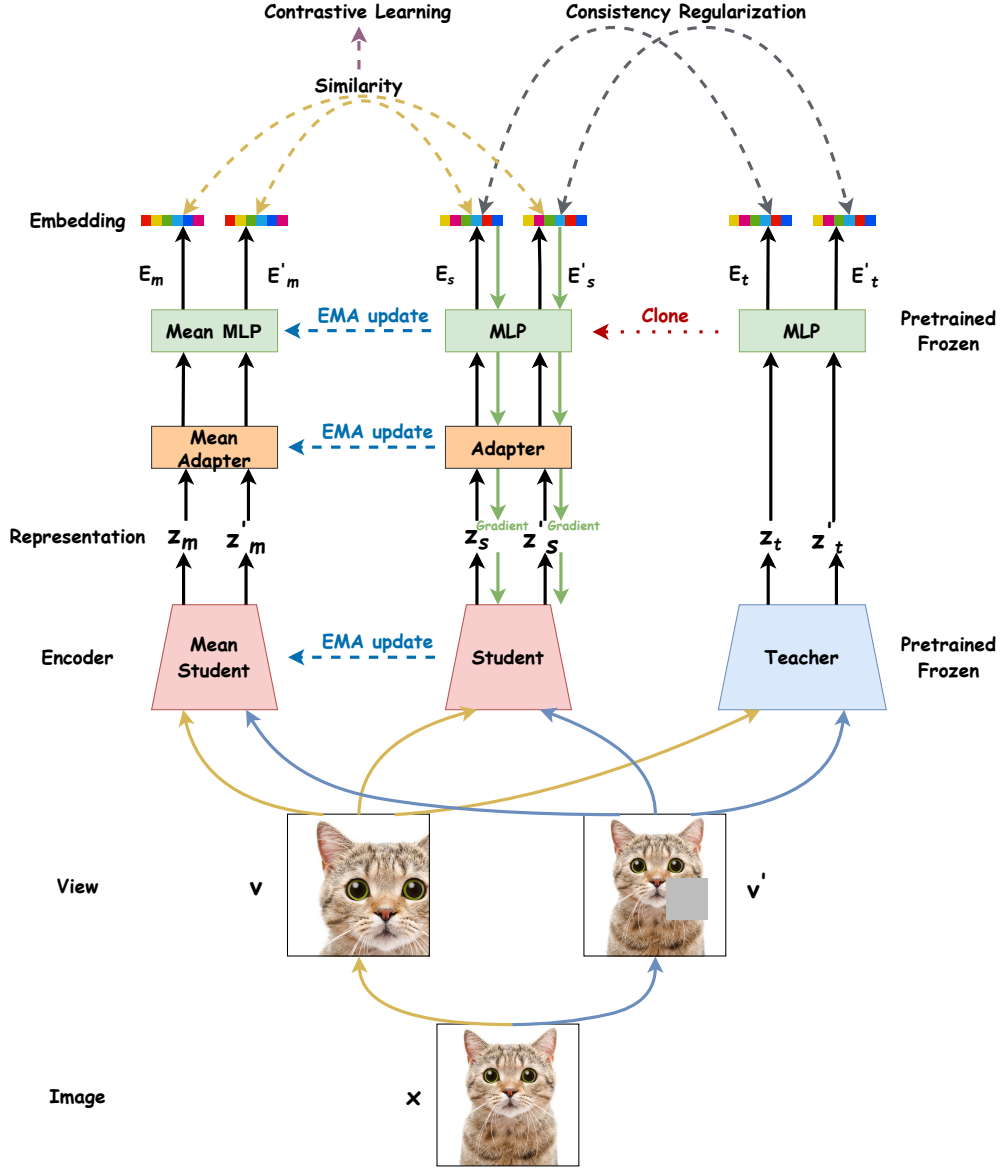 Contrastive Learning
Consistency Regularization
Similarity
Embedding
E_m
E'_m
E_s
E'_s
E_t
E'_t
Mean MLP
EMA update
MLP
Clone
MLP
Pretrained
Frozen
Mean
Adapter
EMA update
Adapter
Representation
z_m
z'_m
z_s
Gradient
z'_s
Gradient
z_t
z'_t
Encoder
Mean
Student
EMA update
Student
Teacher
Pretrained
Frozen
View
v
v'
Image
x